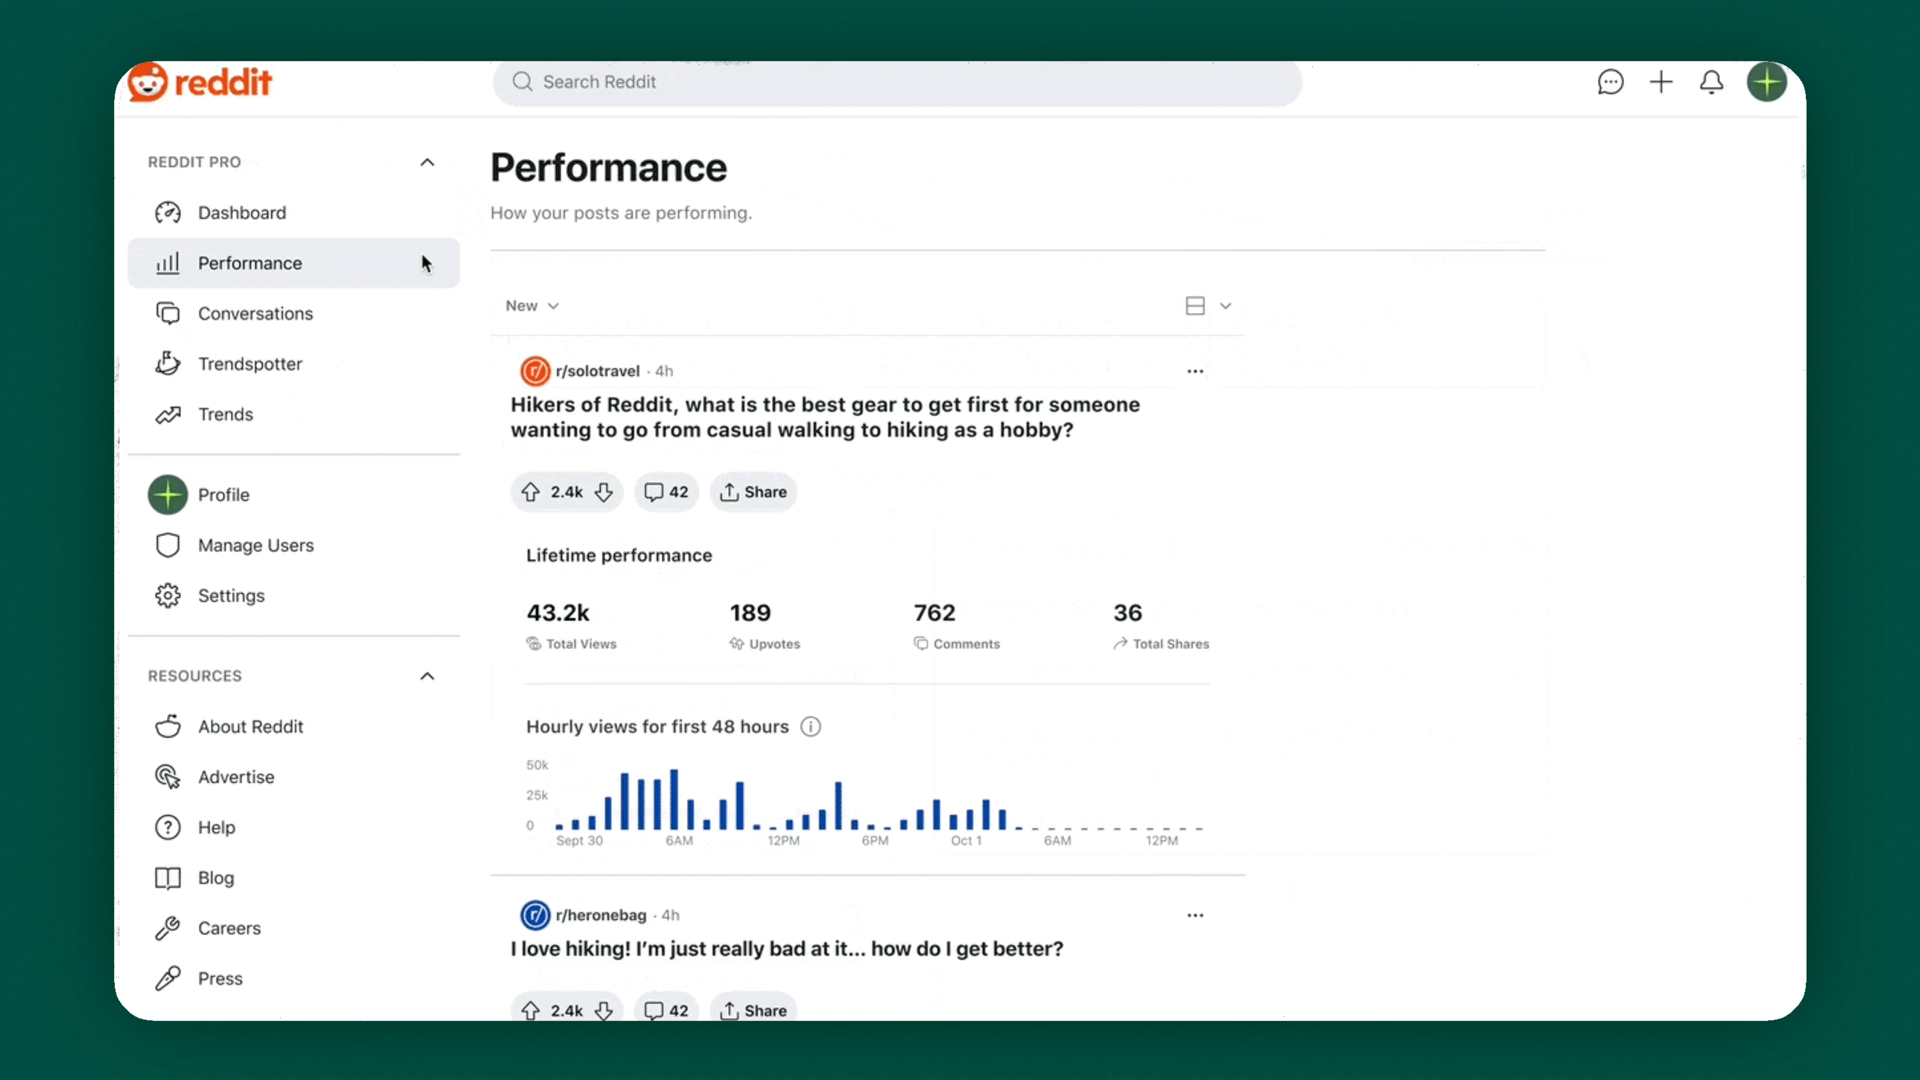 reddit
Search Reddit
REDDIT PRO
Dashboard
Performance
Conversations
Trendspotter
Trends
Profile
Manage Users
Settings
RESOURCES
About Reddit
Advertise
Help
Blog
Careers
Press
Performance
How your posts are performing.
New
r/solotravel · 4h
Hikers of Reddit, what is the best gear to get first for someone
wanting to go from casual walking to hiking as a hobby?
2.4k 42 Share
Lifetime performance
43.2k 189 762 36
Total Views Upvotes Comments Total Shares
Hourly views for first 48 hours
50k
25k
0
Sept 30 6AM 12PM 6PM Oct 1 6AM 12PM
r/heronebag · 4h
I love hiking! I’m just really bad at it... how do I get better?
2.4k 42 Share